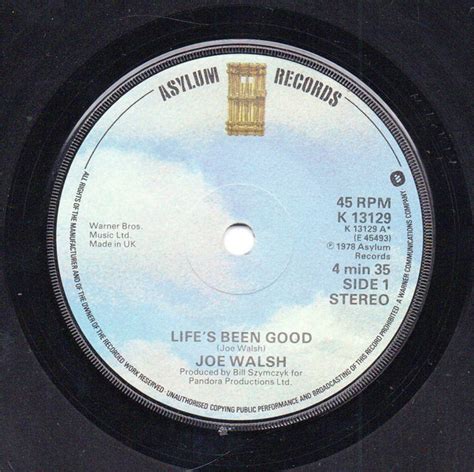 ASYLUM RECORDS
Warner Bros.
Music Ltd.
Made in UK
45 RPM
K 13129
K 13129 A*
(E 45493)
℗ 1978 Asylum
Records
4 min 35
SIDE 1
STEREO
LIFE'S BEEN GOOD
(Joe Walsh)
JOE WALSH
Produced by Bill Szymczyk for
Pandora Productions Ltd.
ALL RIGHTS OF THE MANUFACTURER AND OF THE OWNER OF THE RECORDED WORK RESERVED - UNAUTHORISED COPYING PUBLIC PERFORMANCE AND BROADCASTING OF THIS RECORD PROHIBITED · A WARNER COMMUNICATIONS COMPANY